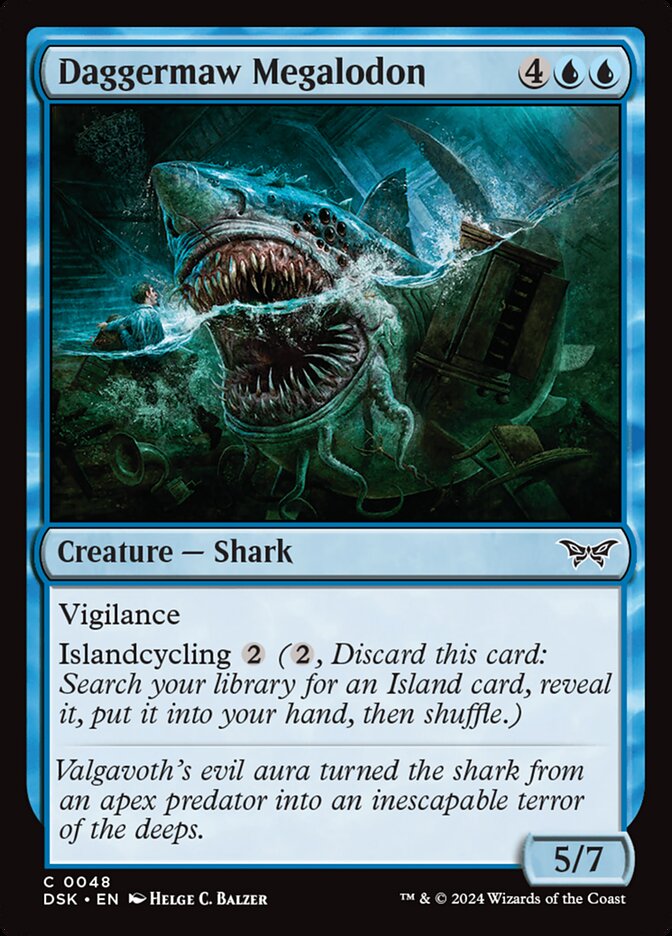 Daggermaw Megalodon 4
Creature — Shark
Vigilance
Islandcycling 2 (2, Discard this card:
Search your library for an Island card, reveal
it, put it into your hand, then shuffle.)
Valgavoth's evil aura turned the shark from
an apex predator into an inescapable terror
of the deeps.
5/7
C 0048
DSK • EN HELGE C. BALZER
™ & © 2024 Wizards of the Coast